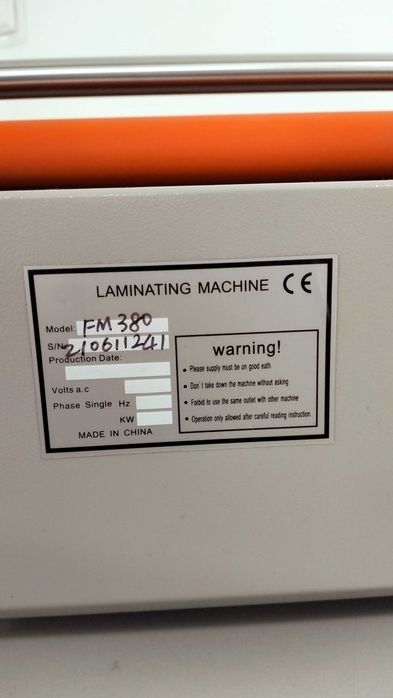 LAMINATING MACHINE CE
Model: FM380
S/N: 210611241
Production Date:
Volts a.c
Phase Single Hz
KW
MADE IN CHINA
warning!
• Please supply must be on good eath
• Don't take down the machine without asking
• Forbid to use the same outlet with other machine
• Operation only allowed after careful reading instruction